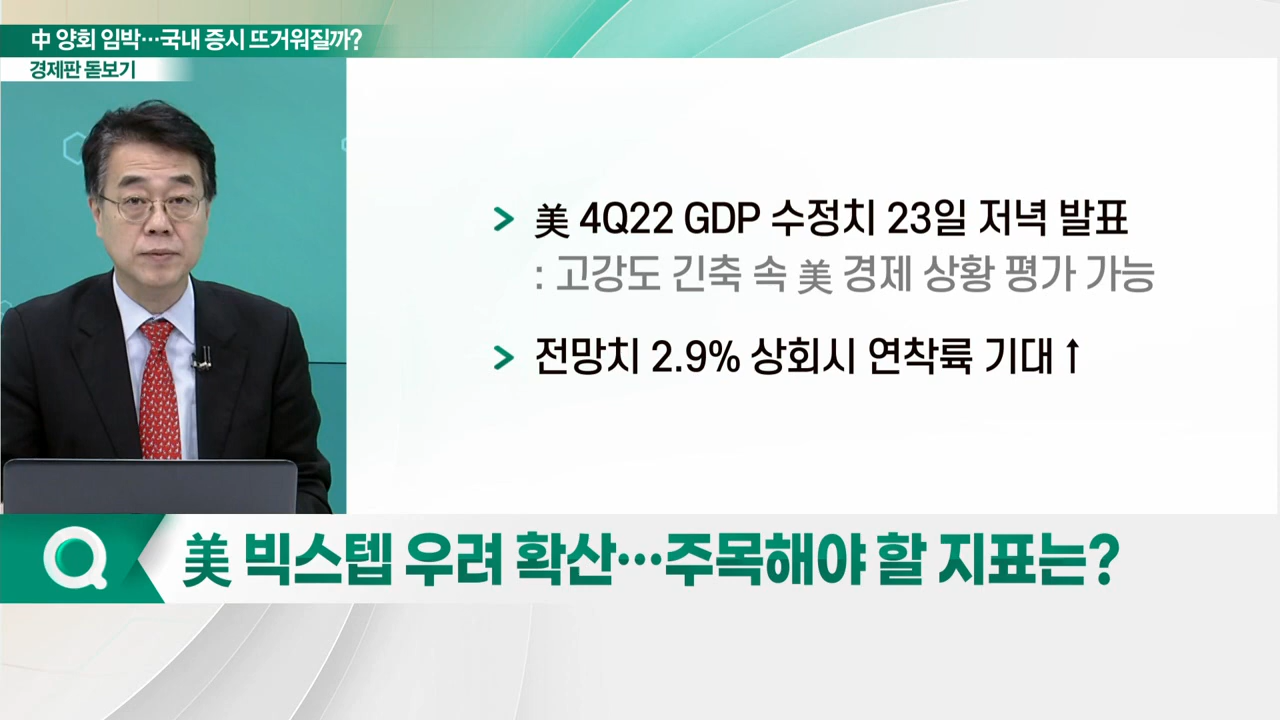 中 양회 임박…국내 증시 뜨거워질까?
경제판 돋보기
> 美 4Q22 GDP 수정치 23일 저녁 발표
: 고강도 긴축 속 美 경제 상황 평가 가능
> 전망치 2.9% 상회시 연착륙 기대↑
Q 美 빅스텝 우려 확산…주목해야 할 지표는?